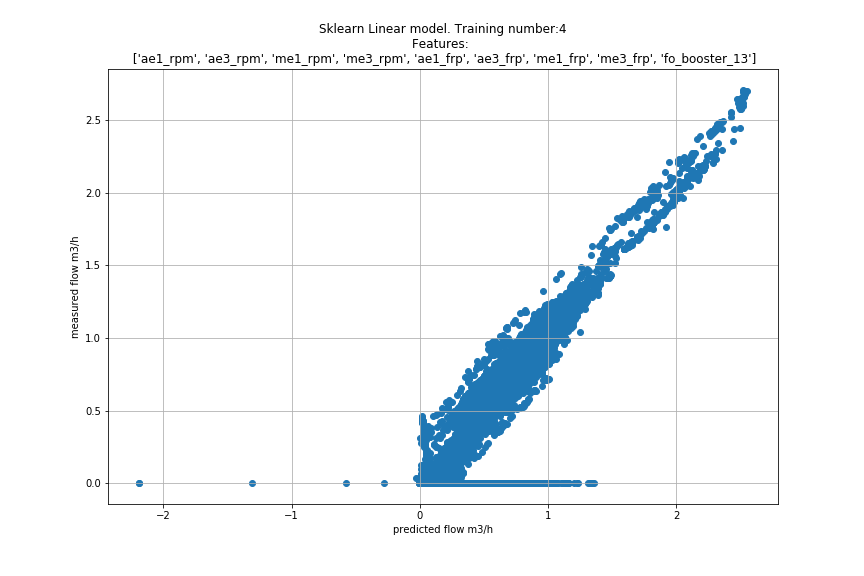 Sklearn Linear model. Training number:4
Features:
['ae1_rpm', 'ae3_rpm', 'me1_rpm', 'me3_rpm', 'ae1_frp', 'ae3_frp', 'me1_frp', 'me3_frp', 'fo_booster_13']
2.5
2.0
1.5
1.0
0.5
0.0
measured flow m3/h
−2
−1
0
1
2
predicted flow m3/h